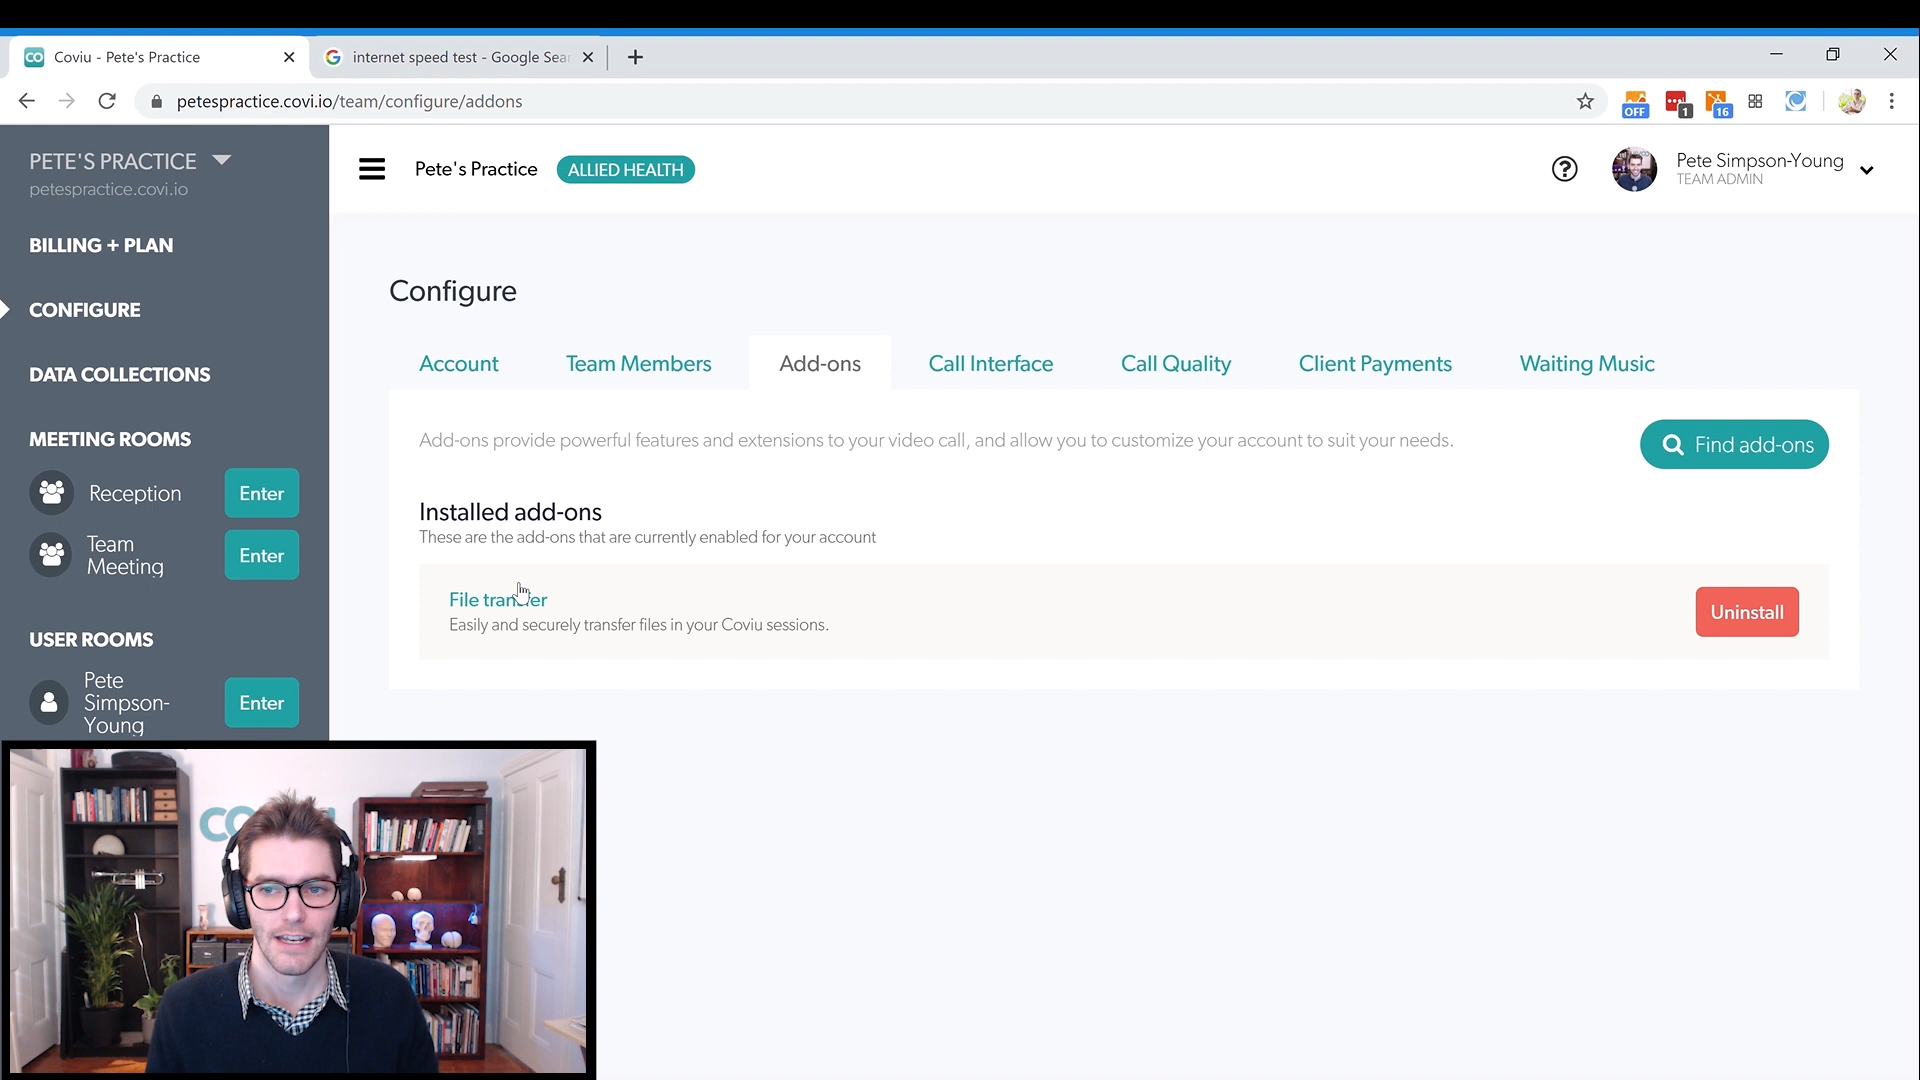 Coviu - Pete's Practice
internet speed test - Google Sear
petespractice.covi.io/team/configure/addons
OFF
1
16
PETE'S PRACTICE
petespractice.covi.io
Pete's Practice
ALLIED HEALTH
Pete Simpson-Young
TEAM ADMIN
BILLING + PLAN
CONFIGURE
DATA COLLECTIONS
MEETING ROOMS
Reception
Enter
Team
Meeting
Enter
USER ROOMS
Pete
Simpson-
Young
Enter
Configure
Account
Team Members
Add-ons
Call Interface
Call Quality
Client Payments
Waiting Music
Add-ons provide powerful features and extensions to your video call, and allow you to customize your account to suit your needs.
Find add-ons
Installed add-ons
These are the add-ons that are currently enabled for your account
File transfer
Easily and securely transfer files in your Coviu sessions.
Uninstall